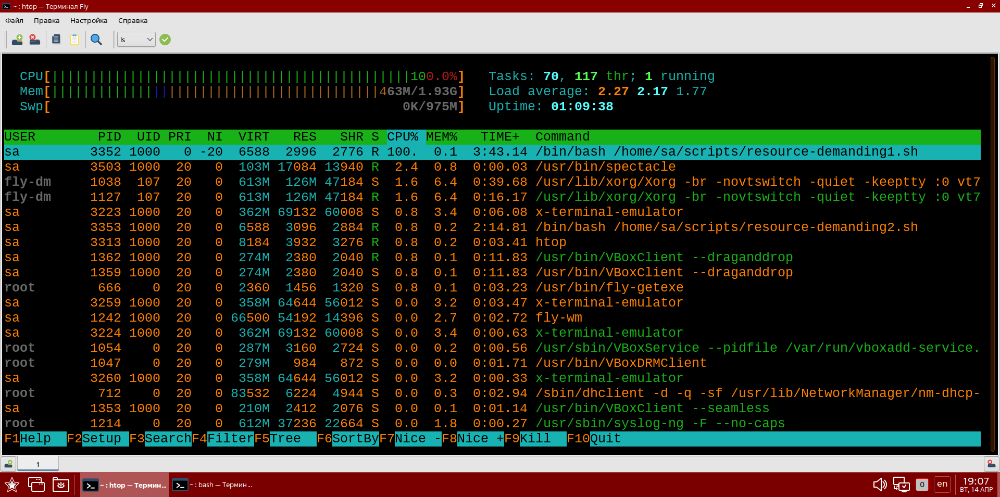 ~ : htop — Терминал Fly
Файл Правка Настройка Справка
ls
CPU[||||||||||||||||||||||||||||||||||||||||||||||100.0%] Tasks: 70, 117 thr; 1 running
Mem[||||||||||||||||||||||||||||||||||||||||||463M/1.93G] Load average: 2.27 2.17 1.77
Swp[ 0K/975M] Uptime: 01:09:38
USER PID UID PRI NI VIRT RES SHR S CPU% MEM% TIME+ Command
sa 3352 1000 0 -20 6588 2996 2776 R 100. 0.1 3:43.14 /bin/bash /home/sa/scripts/resource-demanding1.sh
sa 3503 1000 20 0 103M 17084 13940 R 2.4 0.8 0:00.03 /usr/bin/spectacle
fly-dm 1038 107 20 0 613M 126M 47184 S 1.6 6.4 0:39.68 /usr/lib/xorg/Xorg -br -novtswitch -quiet -keeptty :0 vt7
fly-dm 1127 107 20 0 613M 126M 47184 R 1.6 6.4 0:16.17 /usr/lib/xorg/Xorg -br -novtswitch -quiet -keeptty :0 vt7
sa 3223 1000 20 0 362M 69132 60008 S 0.8 3.4 0:06.08 x-terminal-emulator
sa 3353 1000 20 0 6588 3096 2884 R 0.8 0.2 2:14.81 /bin/bash /home/sa/scripts/resource-demanding2.sh
sa 3313 1000 20 0 8184 3932 3276 R 0.8 0.2 0:03.41 htop
sa 1362 1000 20 0 274M 2380 2040 R 0.8 0.1 0:11.83 /usr/bin/VBoxClient --draganddrop
sa 1359 1000 20 0 274M 2380 2040 S 0.8 0.1 0:11.83 /usr/bin/VBoxClient --draganddrop
root 666 0 20 0 2360 1456 1320 S 0.8 0.1 0:03.23 /usr/bin/fly-getexe
sa 3259 1000 20 0 358M 64644 56012 S 0.0 3.2 0:03.47 x-terminal-emulator
sa 1242 1000 20 0 66500 54192 14396 S 0.0 2.7 0:02.72 fly-wm
sa 3224 1000 20 0 362M 69132 60008 S 0.0 3.4 0:00.63 x-terminal-emulator
root 1054 0 20 0 287M 3160 2724 S 0.0 0.2 0:00.56 /usr/sbin/VBoxService --pidfile /var/run/vboxadd-service.
root 1047 0 20 0 279M 984 872 S 0.0 0.0 0:01.71 /usr/bin/VBoxDRMClient
sa 3260 1000 20 0 358M 64644 56012 S 0.0 3.2 0:00.33 x-terminal-emulator
root 712 0 20 0 83532 6224 4944 S 0.0 0.3 0:02.94 /sbin/dhclient -d -q -sf /usr/lib/NetworkManager/nm-dhcp-
sa 1353 1000 20 0 210M 2412 2076 S 0.0 0.1 0:01.14 /usr/bin/VBoxClient --seamless
root 1214 0 20 0 612M 37236 22664 S 0.0 1.8 0:00.27 /usr/sbin/syslog-ng -F --no-caps
F1Help F2Setup F3SearchF4FilterF5Tree F6SortByF7Nice -F8Nice +F9Kill F10Quit
1
~ : htop — Термин... ~ : bash — Термин... 0 en 19:07
ВТ, 14 АПР